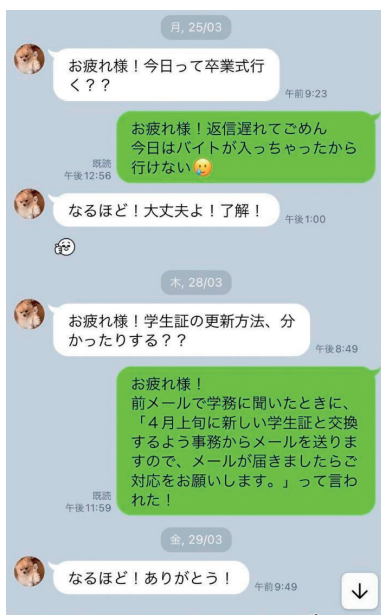 月, 25/03
お疲れ様！今日って卒業式行
く？？
午前9:23
お疲れ様！返信遅れてごめん
今日はバイトが入っちゃったから
行けない🥲
既読
午後12:56
なるほど！大丈夫よ！了解！
午後1:00
木, 28/03
お疲れ様！学生証の更新方法、分
かったりする？？
午後8:49
お疲れ様！
前メールで学務に聞いたときに、
「４月上旬に新しい学生証と交換
するよう事務からメールを送りま
すので、メールが届きましたらご
対応をお願いします。」って言わ
れた！
既読
午後11:59
金, 29/03
なるほど！ありがとう！
午前9:49